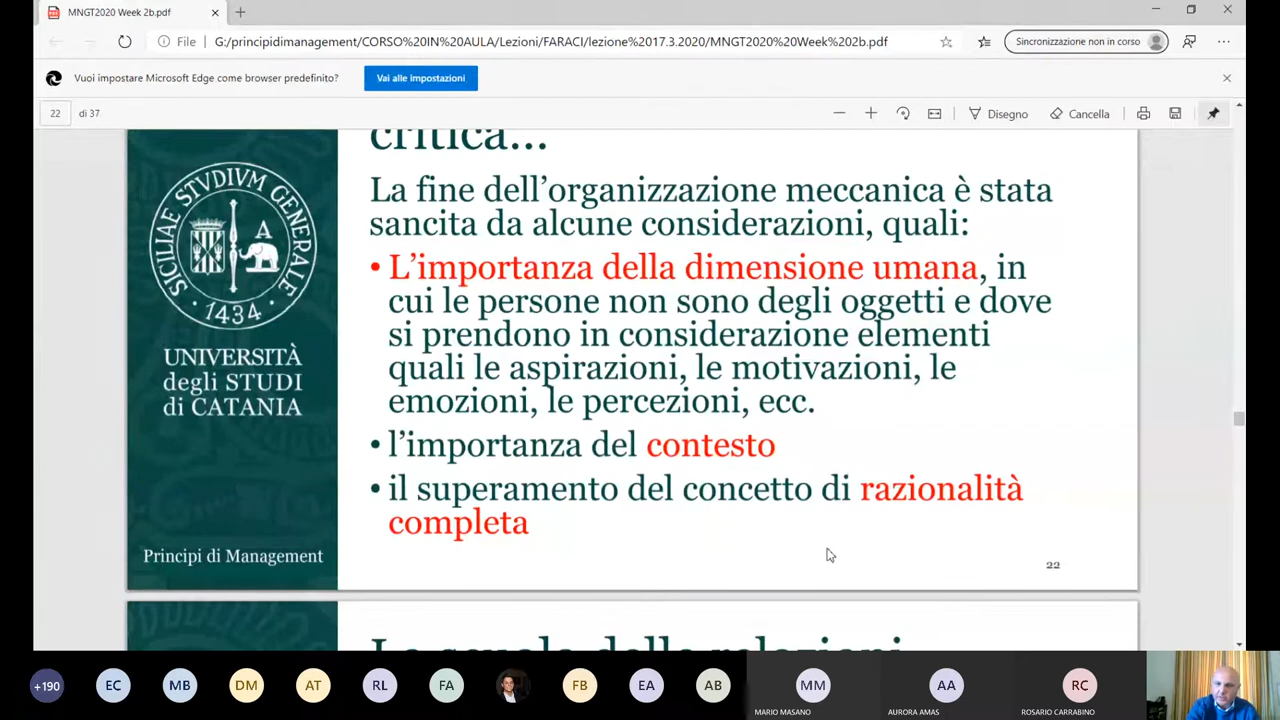 MNGT2020 Week 2b.pdf
File
G:/principidimanagement/CORSO%20IN%20AULA/Lezioni/FARACI/lezione%2017.3.2020/MNGT2020%20Week%202b.pdf
Sincronizzazione non in corso
Vuoi impostare Microsoft Edge come browser predefinito?
Vai alle impostazioni
22 di 37
Disegno
Cancella
critica...
La fine dell'organizzazione meccanica è stata
sancita da alcune considerazioni, quali:
• L'importanza della dimensione umana, in
cui le persone non sono degli oggetti e dove
si prendono in considerazione elementi
quali le aspirazioni, le motivazioni, le
emozioni, le percezioni, ecc.
• l'importanza del contesto
• il superamento del concetto di razionalità
completa
22
SICILIAE STVDIVM GENERALE
A
· 1434 ·
UNIVERSITÀ
degli STUDI
di CATANIA
Principi di Management
La scuola delle relazioni
+190
EC
MB
DM
AT
RL
FA
FB
EA
AB
MM
AA
RC
MARIO MASANO
AURORA AMAS
ROSARIO CARRABINO